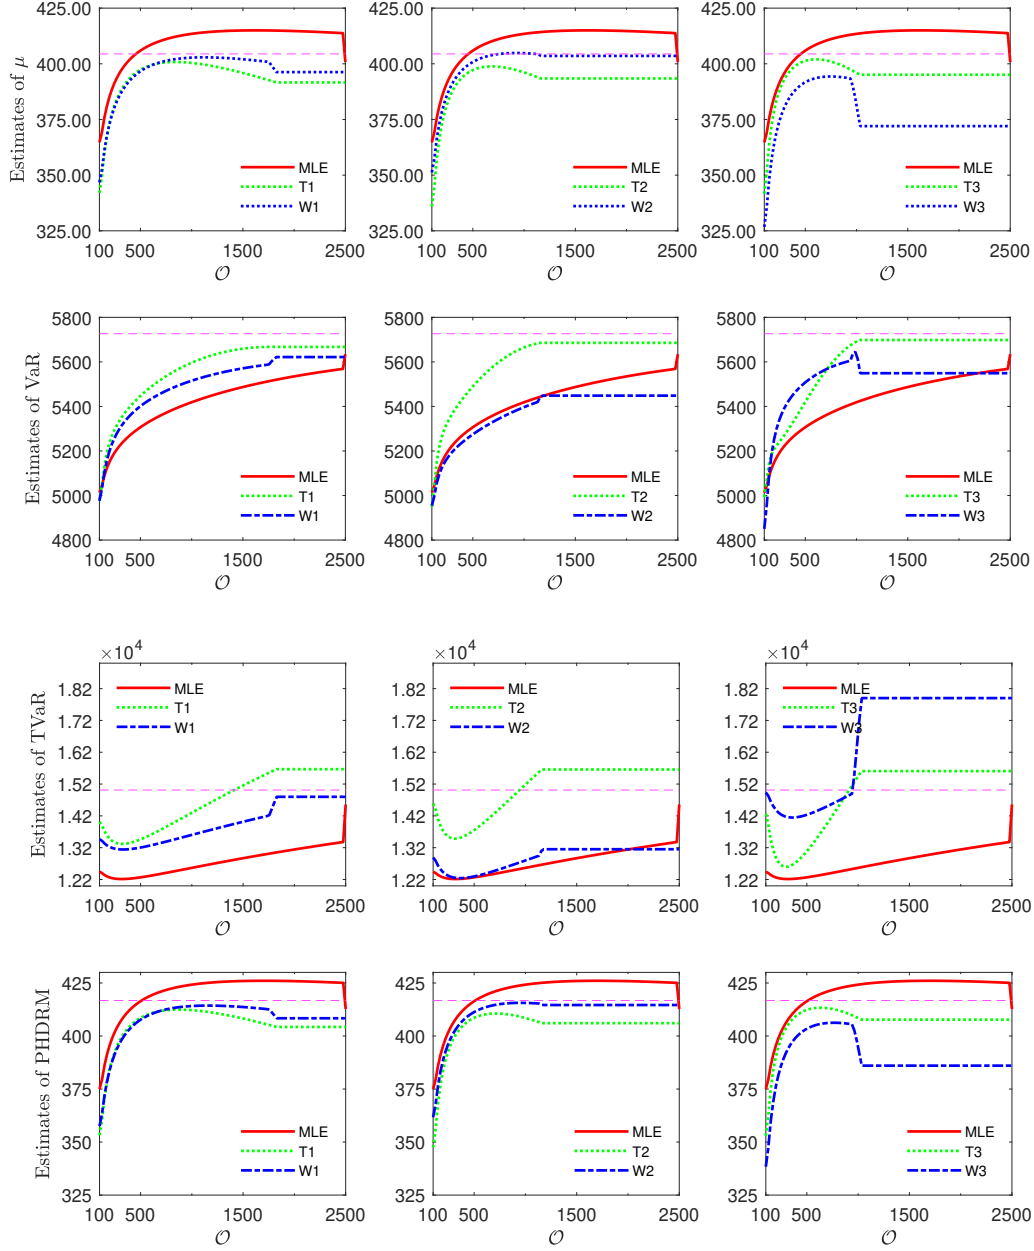 Estimates of μ
425.00
400.00
375.00
350.00
325.00
MLE
T1
W1
100 500 1500 2500
𝒪
425.00
400.00
375.00
350.00
325.00
MLE
T2
W2
100 500 1500 2500
𝒪
425.00
400.00
375.00
350.00
325.00
MLE
T3
W3
100 500 1500 2500
𝒪
Estimates of VaR
5800
5600
5400
5200
5000
4800
MLE
T1
W1
100 500 1500 2500
𝒪
5800
5600
5400
5200
5000
4800
MLE
T2
W2
100 500 1500 2500
𝒪
5800
5600
5400
5200
5000
4800
MLE
T3
W3
100 500 1500 2500
𝒪
Estimates of TVaR
×10⁴
1.82
1.72
1.62
1.52
1.42
1.32
1.22
MLE
T1
W1
100 500 1500 2500
𝒪
×10⁴
1.82
1.72
1.62
1.52
1.42
1.32
1.22
MLE
T2
W2
100 500 1500 2500
𝒪
×10⁴
1.82
1.72
1.62
1.52
1.42
1.32
1.22
MLE
T3
W3
100 500 1500 2500
𝒪
Estimates of PHDRM
425
400
375
350
325
MLE
T1
W1
100 500 1500 2500
𝒪
425
400
375
350
325
MLE
T2
W2
100 500 1500 2500
𝒪
425
400
375
350
325
MLE
T3
W3
100 500 1500 2500
𝒪